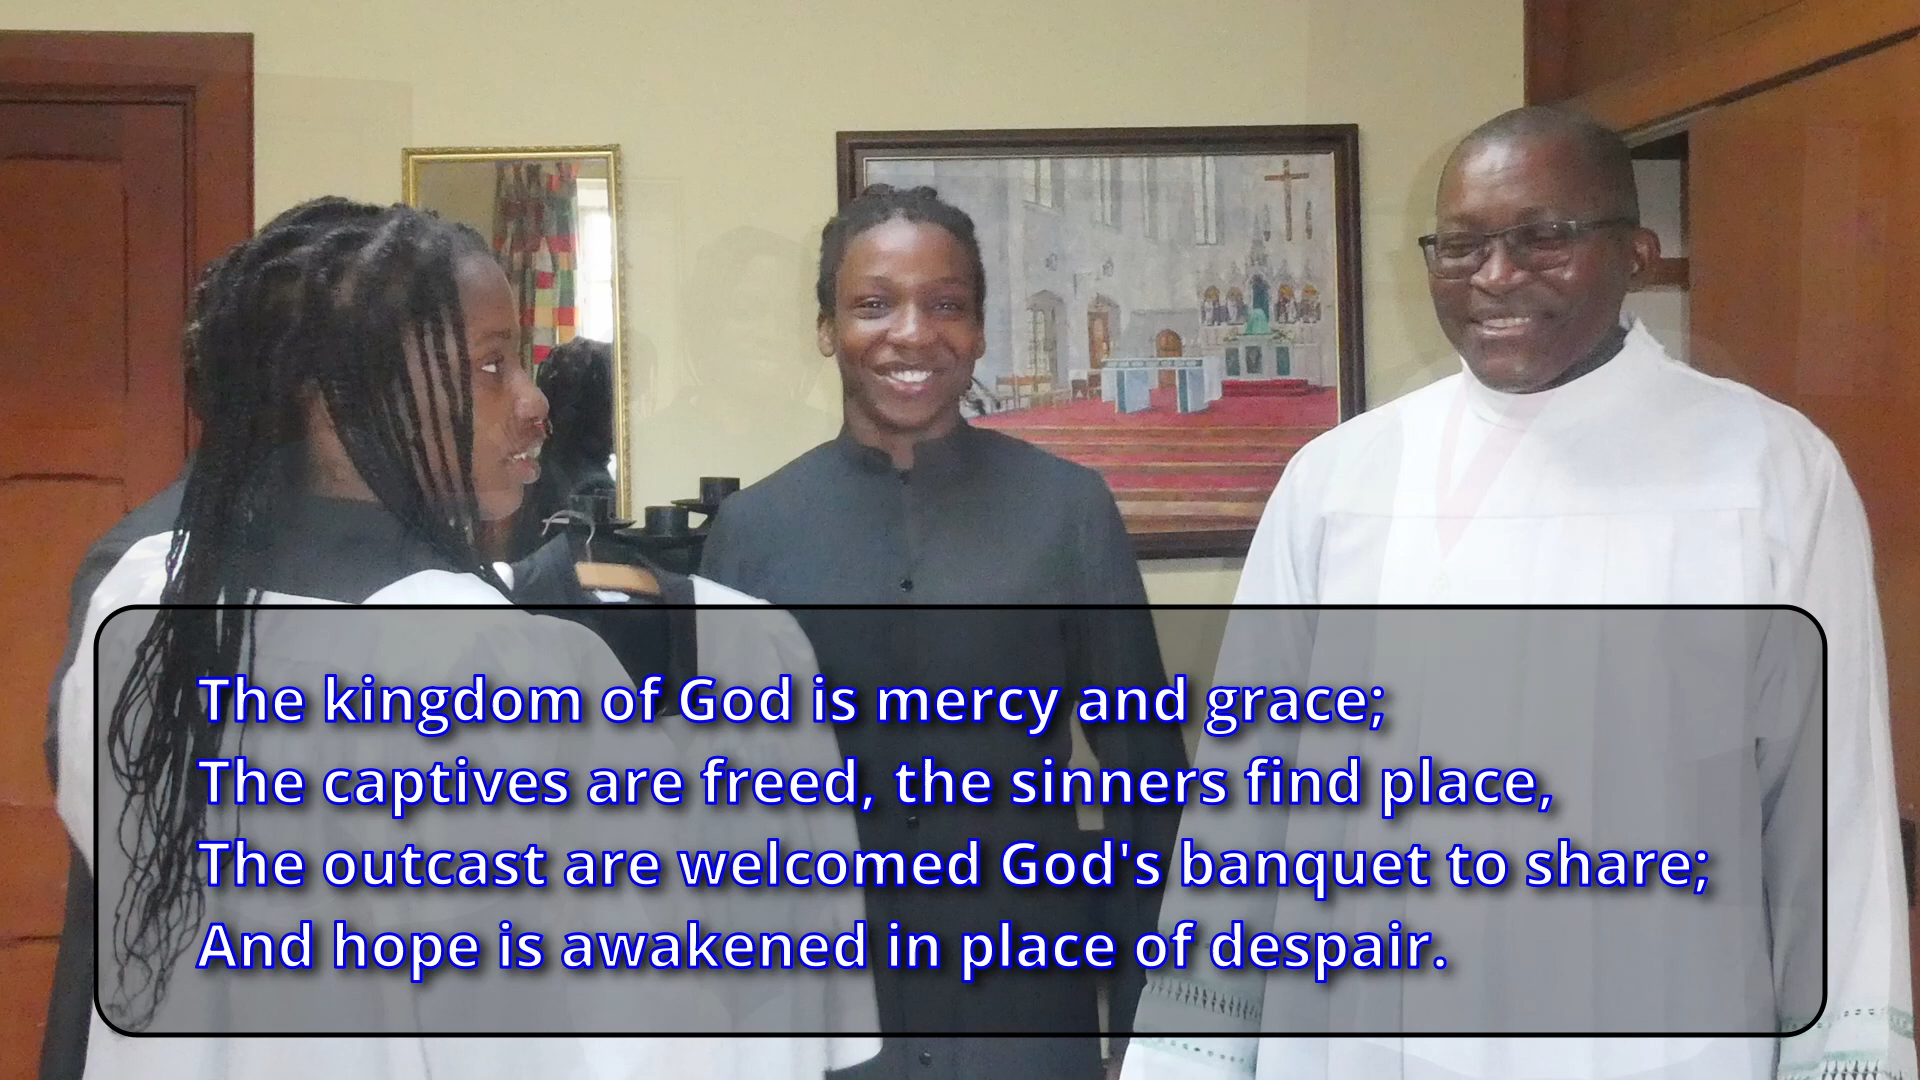 The kingdom of God is mercy and grace;
The captives are freed, the sinners find place,
The outcast are welcomed God's banquet to share;
And hope is awakened in place of despair.